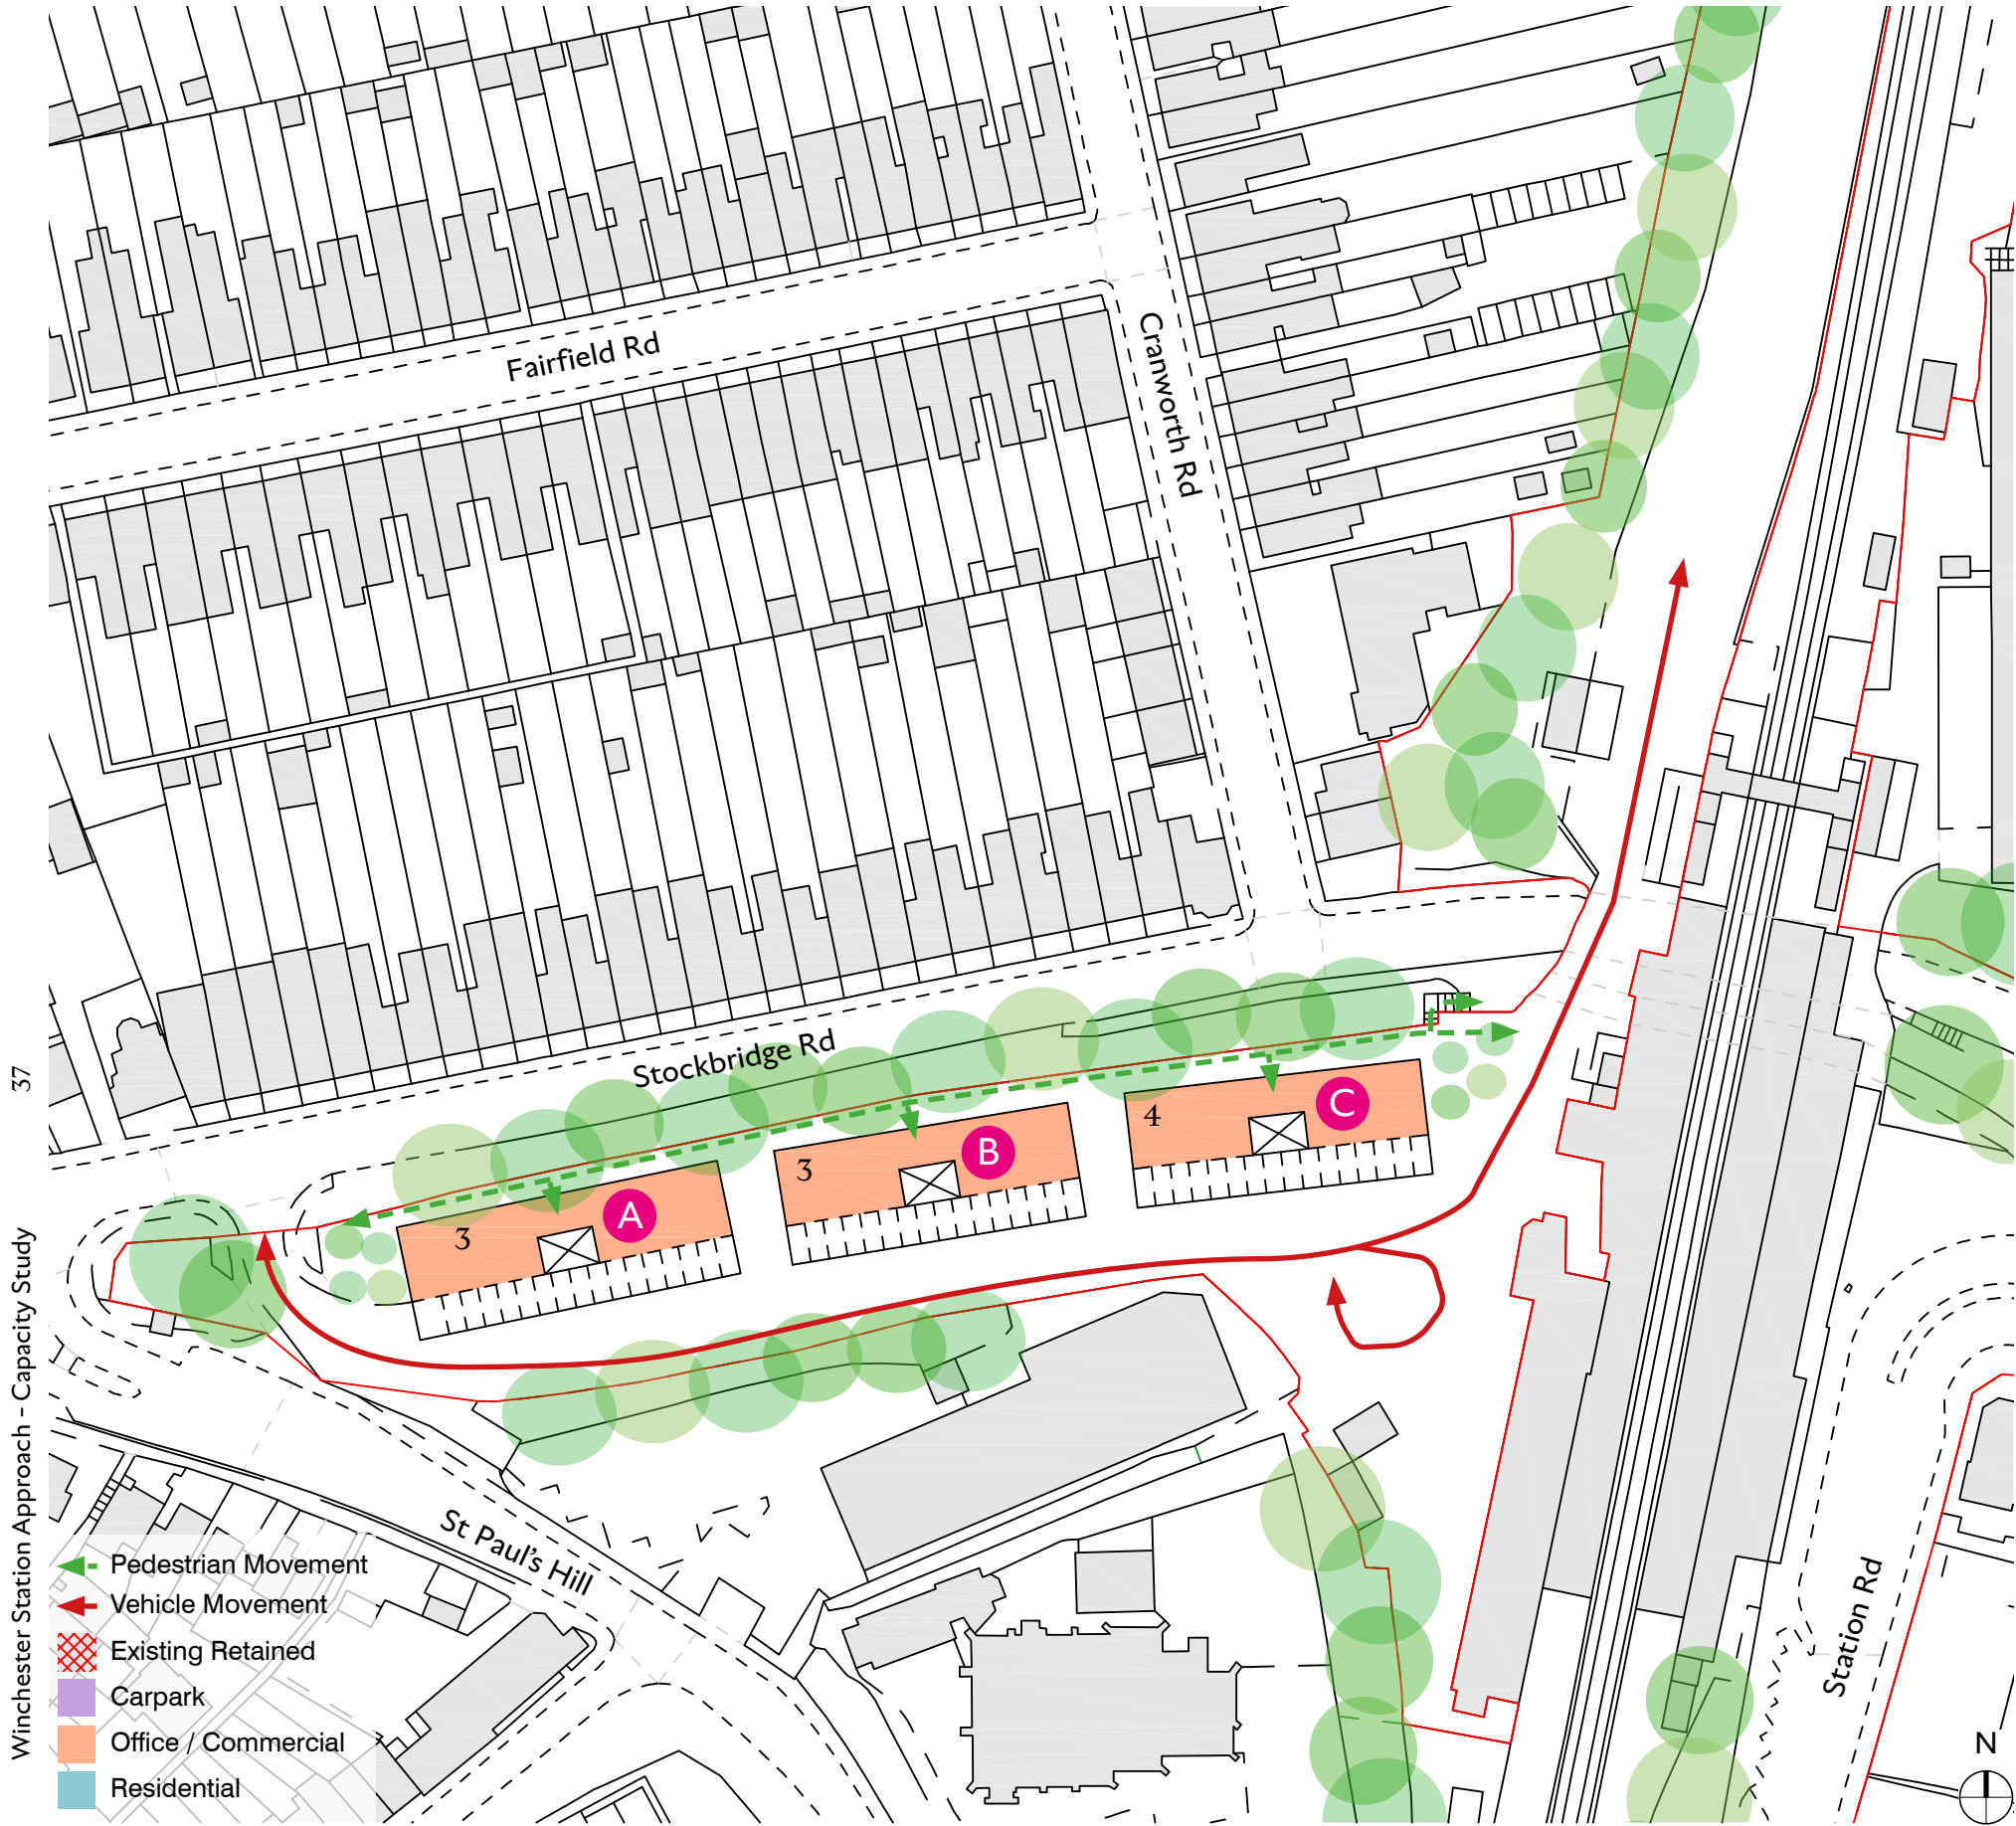 Fairfield Rd
Cranworth Rd
Stockbridge Rd
C
4
B
3
A
3
37
Winchester Station Approach - Capacity Study
St Paul's Hill
Station Rd
Pedestrian Movement
Vehicle Movement
Existing Retained
Carpark
Office / Commercial
Residential
N